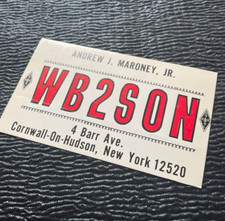 ANDREW J. MARONEY, JR.
WB2SON
4 Barr Ave.
Cornwall-On-Hudson, New York 12520